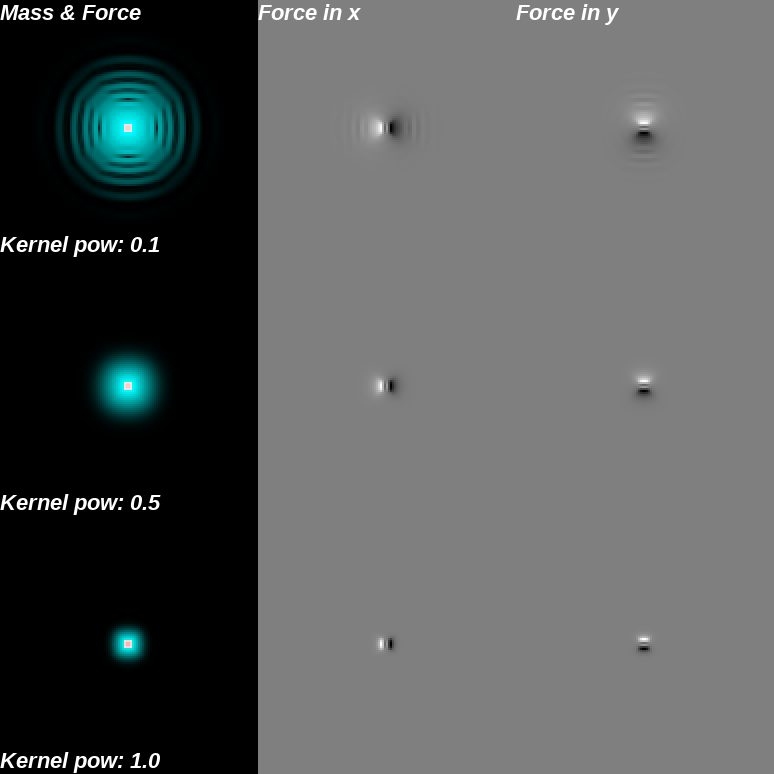 Mass & Force
Force in x
Force in y
Kernel pow: 0.1
Kernel pow: 0.5
Kernel pow: 1.0